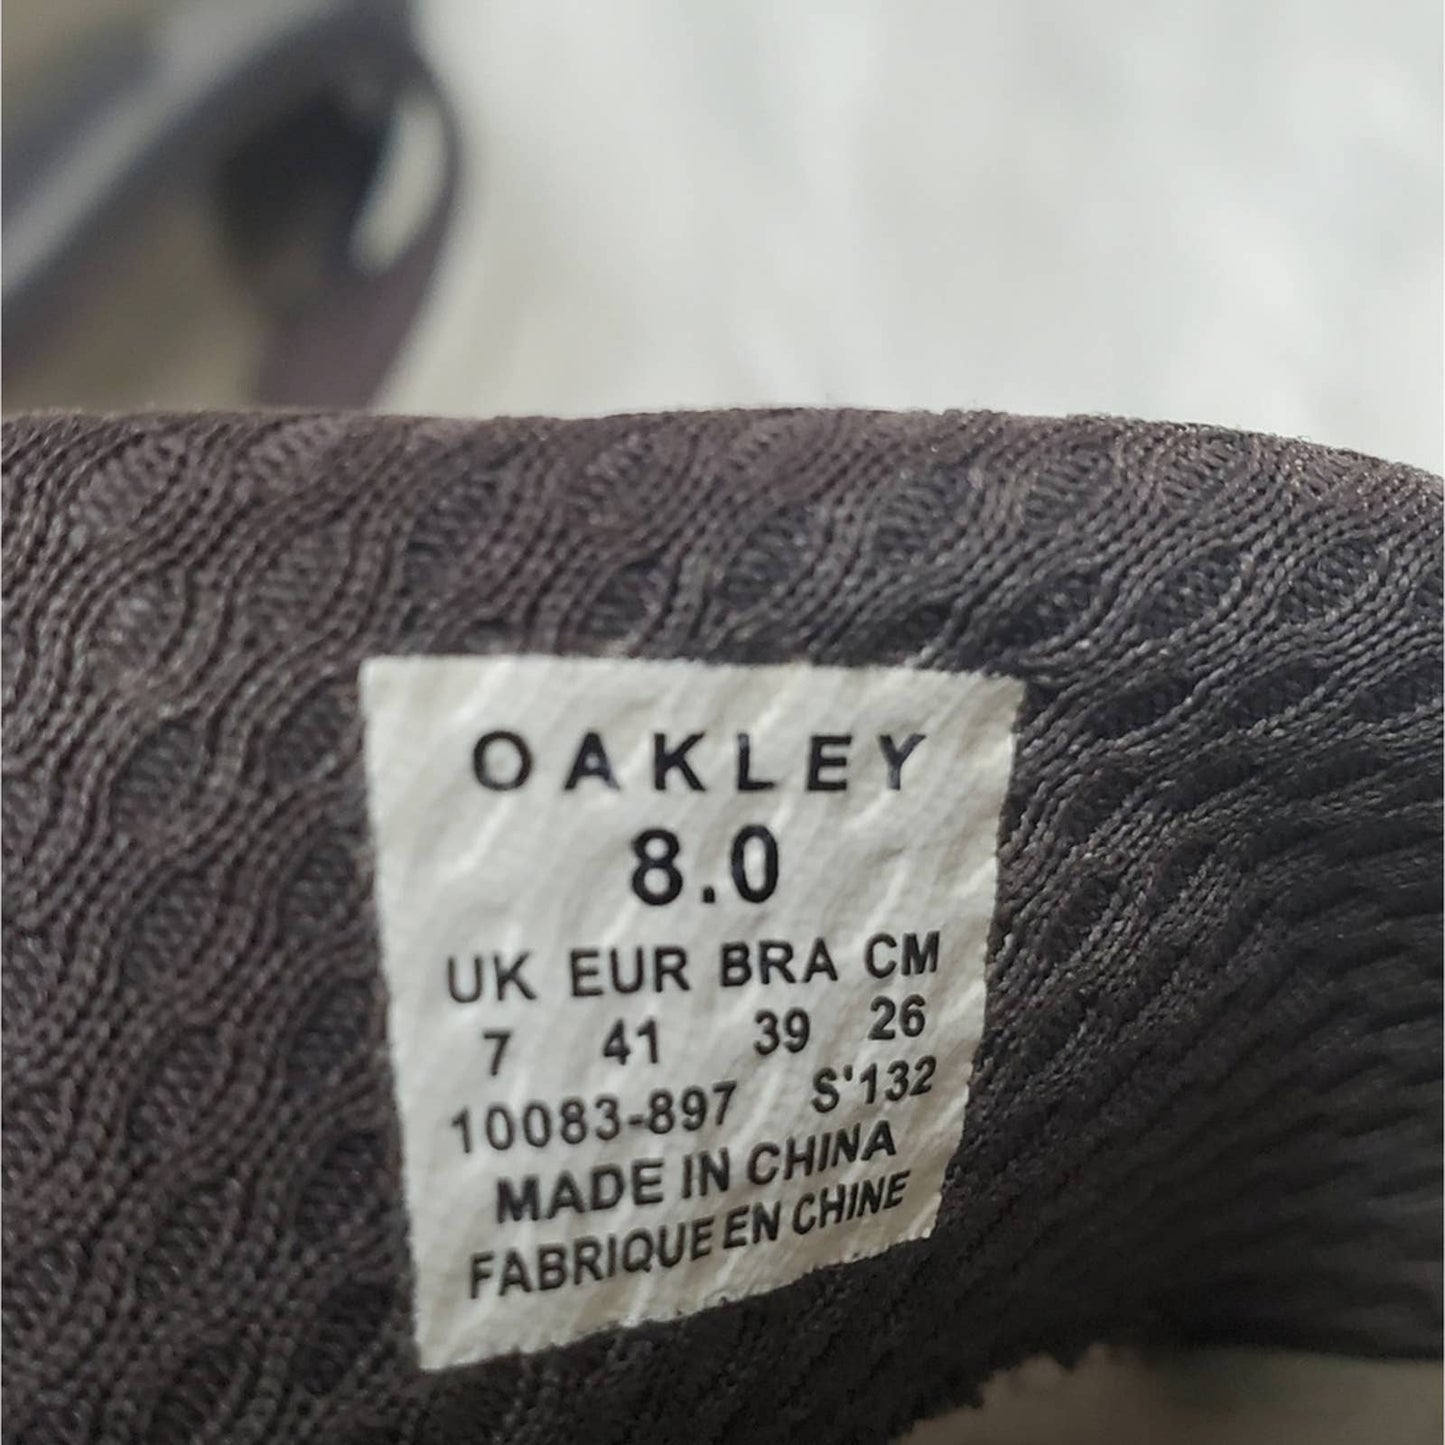 OAKLEY
8.0
UK EUR BRA CM
7 41 39 26
10083-897 S'132
MADE IN CHINA
FABRIQUE EN CHINE